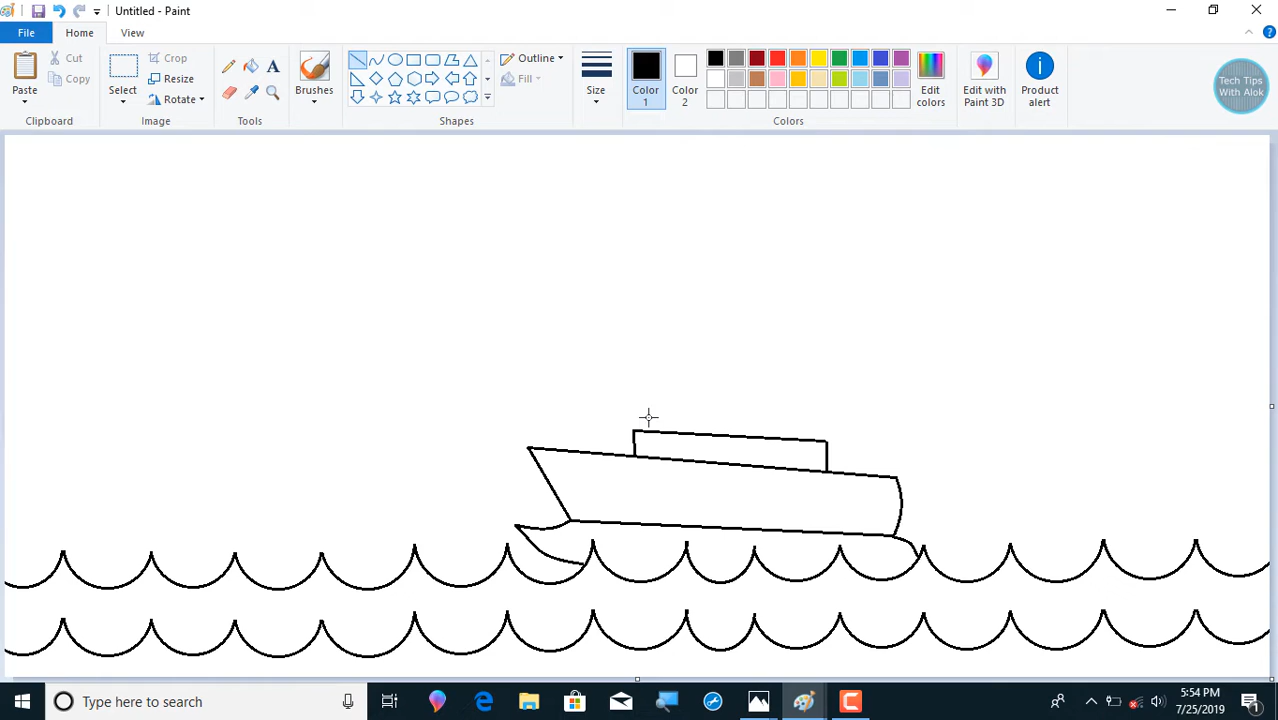 Untitled - Paint
File Home View
Paste
Cut
Copy
Clipboard
Select
Crop
Resize
Rotate
Image
A
Tools
Brushes
Outline
Fill
Shapes
Size
Color 1
Color 2
Edit colors
Colors
Edit with Paint 3D
Product alert
Tech Tips With Alok
Type here to search
5:54 PM
7/25/2019
1